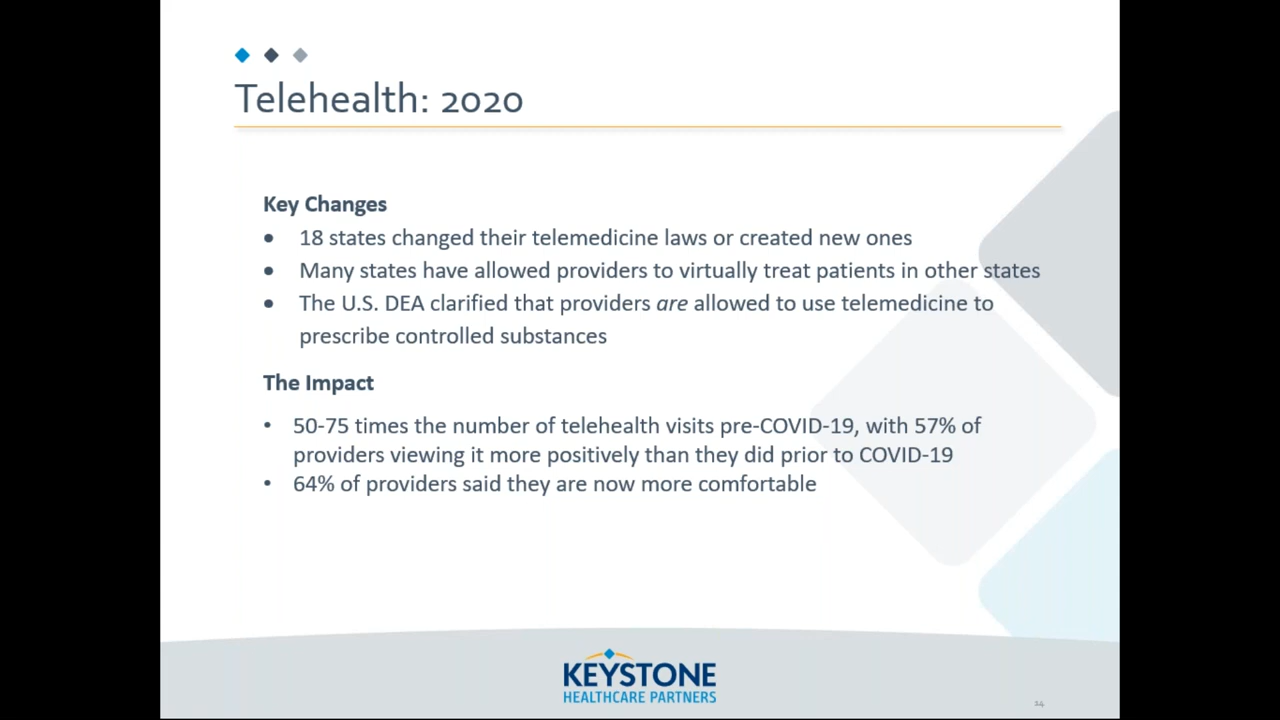 Telehealth: 2020
Key Changes
• 18 states changed their telemedicine laws or created new ones
• Many states have allowed providers to virtually treat patients in other states
• The U.S. DEA clarified that providers are allowed to use telemedicine to
prescribe controlled substances
The Impact
• 50-75 times the number of telehealth visits pre-COVID-19, with 57% of
providers viewing it more positively than they did prior to COVID-19
• 64% of providers said they are now more comfortable
KEYSTONE
HEALTHCARE PARTNERS
24